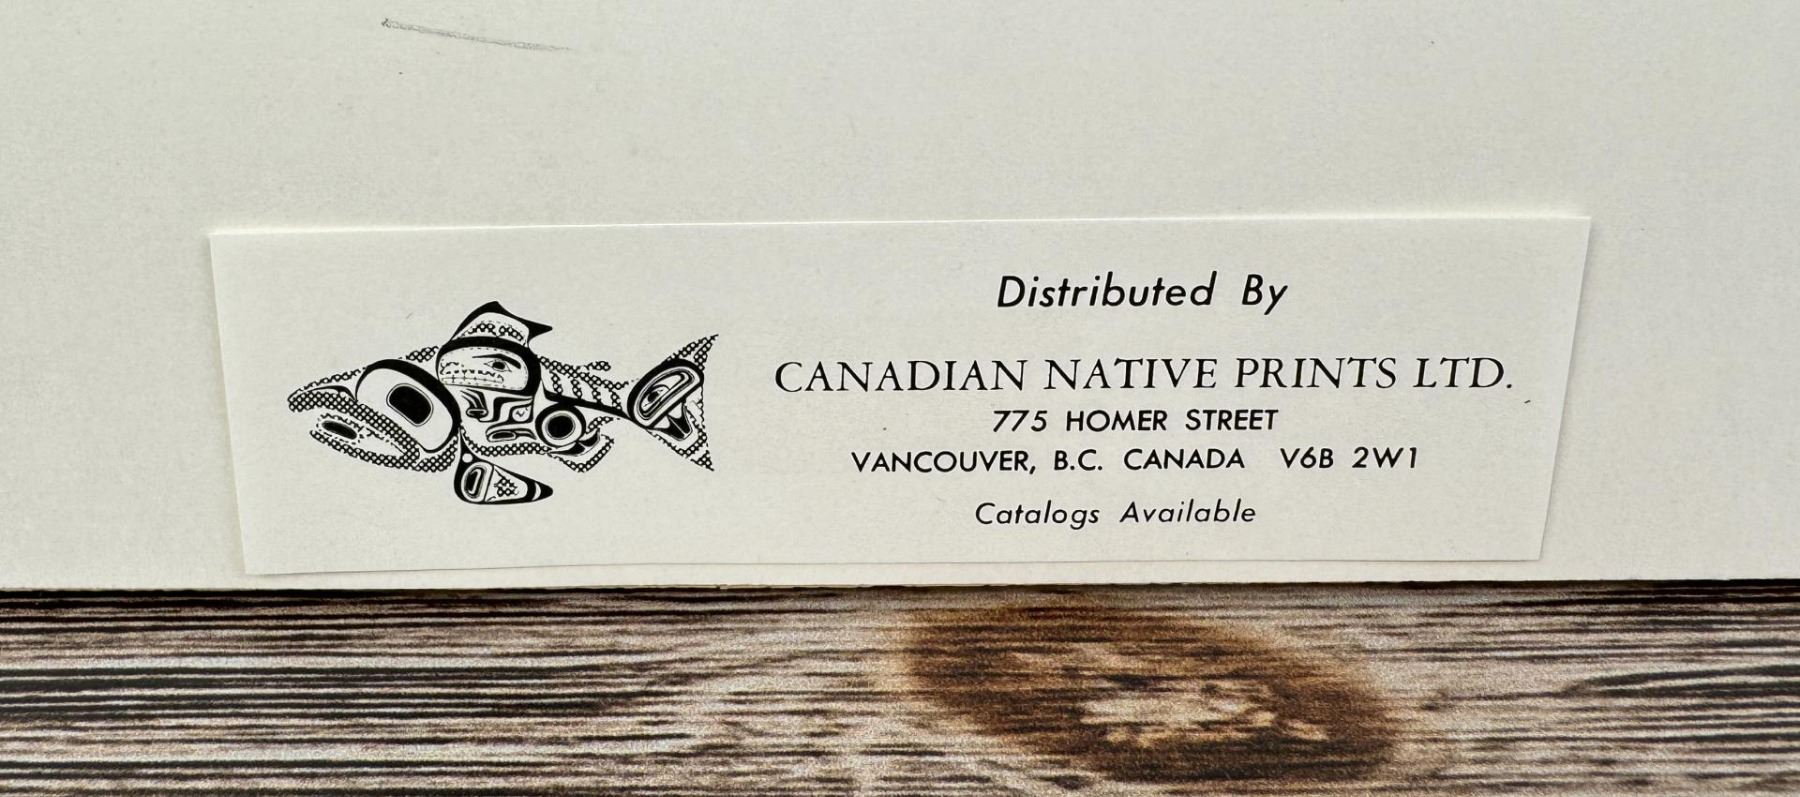 Distributed By
CANADIAN NATIVE PRINTS LTD.
775 HOMER STREET
VANCOUVER, B.C. CANADA V6B 2W1
Catalogs Available